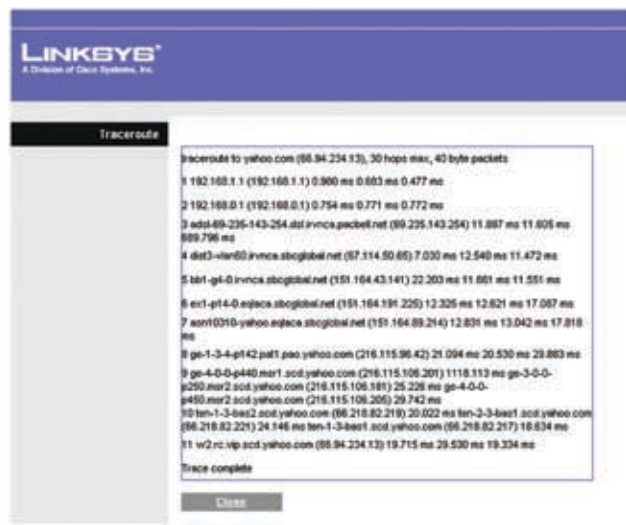 LINKSYS®
A Division of Cisco Systems, Inc.
Traceroute
traceroute to yahoo.com (66.94.234.13), 30 hops max, 40 byte packets
1 192.168.1.1 (192.168.1.1) 0.980 ms 0.683 ms 0.477 ms
2 192.168.0.1 (192.168.0.1) 0.754 ms 0.771 ms 0.772 ms
3 adsl-69-235-143-254.dsl.irvnca.pacbell.net (69.235.143.254) 11.887 ms 11.605 ms
689.796 ms
4 dist3-vlan60.irvnca.sbcglobal.net (67.114.50.65) 7.030 ms 12.540 ms 11.472 ms
5 bb1-g4-0.irvnca.sbcglobal.net (151.164.43.141) 22.203 ms 11.661 ms 11.551 ms
6 ex1-p14-0.eqlaca.sbcglobal.net (151.164.191.225) 12.325 ms 12.621 ms 17.087 ms
7 asn10310-yahoo.eqlaca.sbcglobal.net (151.164.89.214) 12.831 ms 13.042 ms 17.818
ms
8 ge-1-3-4-p142.pat1.pao.yahoo.com (216.115.96.42) 21.094 ms 20.530 ms 29.883 ms
9 ge-4-0-0-p440.msr1.scd.yahoo.com (216.115.106.201) 1118.113 ms ge-3-0-0-
p250.msr2.scd.yahoo.com (216.115.106.181) 25.226 ms ge-4-0-0-
p450.msr2.scd.yahoo.com (216.115.106.205) 29.742 ms
10 ten-1-3-bas2.scd.yahoo.com (66.218.82.219) 20.022 ms ten-2-3-bas1.scd.yahoo.com
(66.218.82.221) 24.146 ms ten-1-3-bas1.scd.yahoo.com (66.218.82.217) 18.634 ms
11 w2.rc.vip.scd.yahoo.com (66.94.234.13) 19.715 ms 29.530 ms 19.334 ms
Trace complete
Close